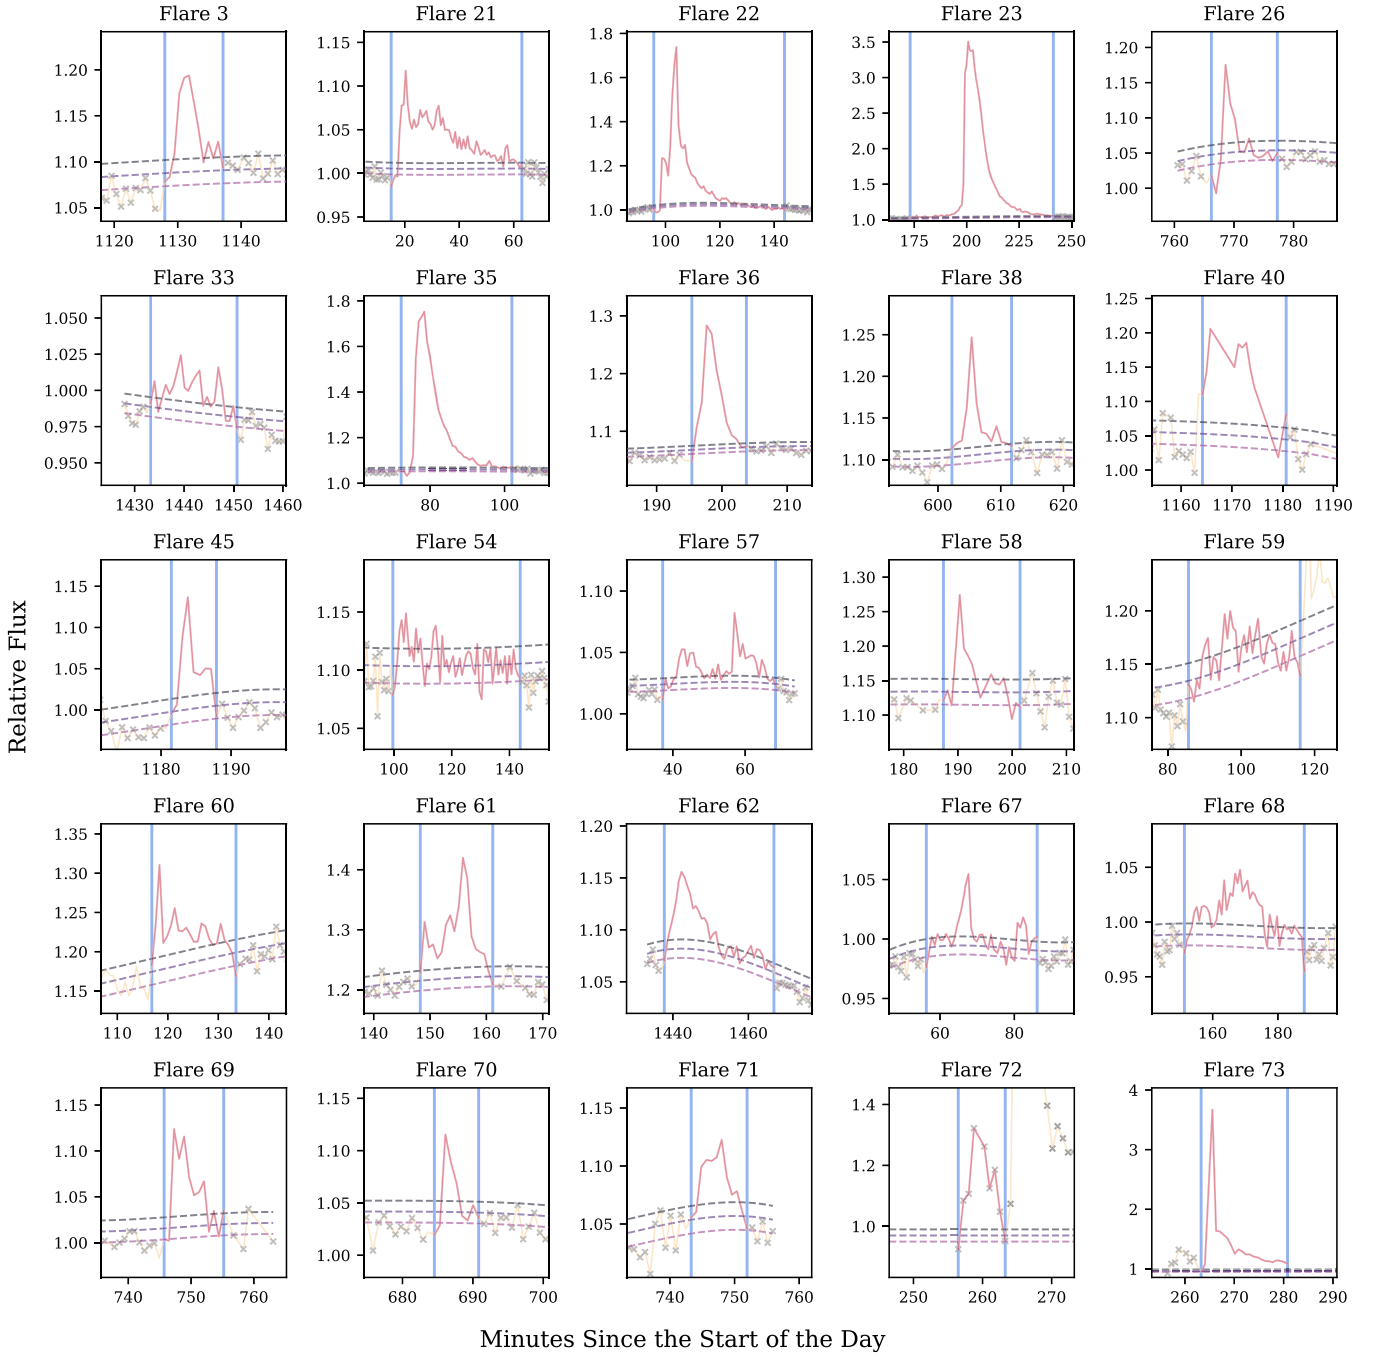 Flare 3 Flare 21 Flare 22 Flare 23 Flare 26
1.20 1.15 1.10 1.05
1120 1130 1140
1.15 1.10 1.05 1.00 0.95
20 40 60
1.8 1.6 1.4 1.2 1.0
100 120 140
3.5 3.0 2.5 2.0 1.5 1.0
175 200 225 250
1.20 1.15 1.10 1.05 1.00
760 770 780
Flare 33 Flare 35 Flare 36 Flare 38 Flare 40
1.050 1.025 1.000 0.975 0.950
1430 1440 1450 1460
1.8 1.6 1.4 1.2 1.0
80 100
1.3 1.2 1.1
190 200 210
1.25 1.20 1.15 1.10
600 610 620
1.25 1.20 1.15 1.10 1.05 1.00
1160 1170 1180 1190
Flare 45 Flare 54 Flare 57 Flare 58 Flare 59
1.15 1.10 1.05 1.00
1180 1190
1.15 1.10 1.05
100 120 140
1.10 1.05 1.00
40 60
1.30 1.25 1.20 1.15 1.10
180 190 200 210
1.20 1.15 1.10
80 100 120
Relative Flux
Flare 60 Flare 61 Flare 62 Flare 67 Flare 68
1.35 1.30 1.25 1.20 1.15
110 120 130 140
1.4 1.3 1.2
140 150 160 170
1.20 1.15 1.10 1.05
1440 1460
1.05 1.00 0.95
60 80
1.05 1.00 0.95
160 180
Flare 69 Flare 70 Flare 71 Flare 72 Flare 73
1.15 1.10 1.05 1.00
740 750 760
1.15 1.10 1.05 1.00
680 690 700
1.15 1.10 1.05
740 750 760
1.4 1.2 1.0
250 260 270
4 3 2 1
260 270 280 290
Minutes Since the Start of the Day